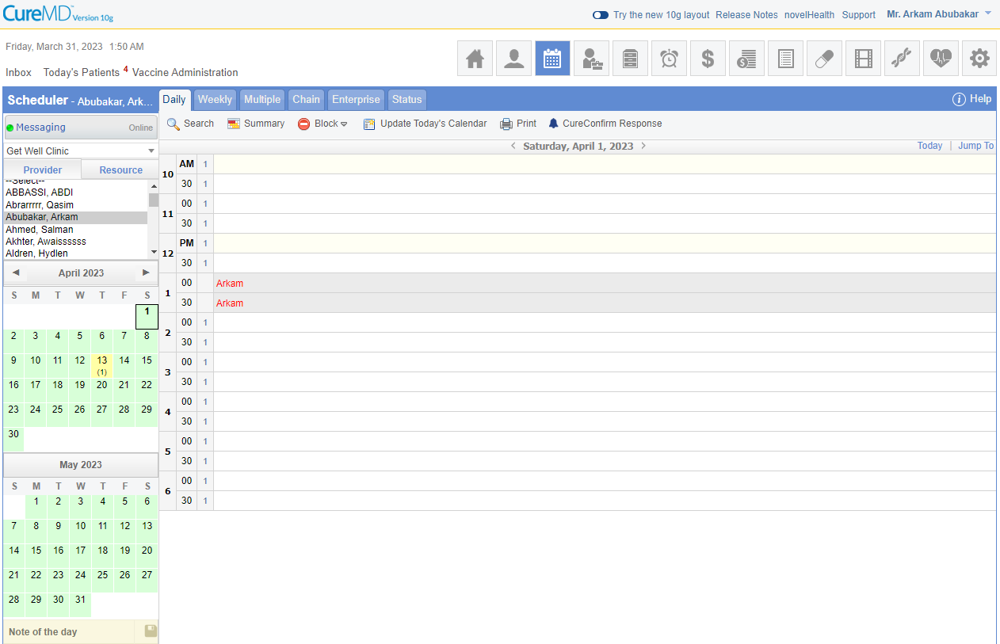 CureMD™ Version 10g
Try the new 10g layout Release Notes novelHealth Support Mr. Arkam Abubakar
Friday, March 31, 2023 1:50 AM
Inbox Today's Patients 4 Vaccine Administration
Scheduler - Abubakar, Ark...
Daily Weekly Multiple Chain Enterprise Status
Help
Messaging Online
Search Summary Block Update Today's Calendar Print CureConfirm Response
Get Well Clinic
Saturday, April 1, 2023
Today | Jump To
Provider Resource
--Select--
ABBASSI, ABDI
Abrarrrrr, Qasim
Abubakar, Arkam
Ahmed, Salman
Akhter, Awaissssss
Aldren, Hydlen
April 2023
S M T W T F S
1
2 3 4 5 6 7 8
9 10 11 12 13 14 15
(1)
16 17 18 19 20 21 22
23 24 25 26 27 28 29
30
May 2023
S M T W T F S
1 2 3 4 5 6
7 8 9 10 11 12 13
14 15 16 17 18 19 20
21 22 23 24 25 26 27
28 29 30 31
Note of the day
10 AM 1
30 1
11 00 1
30 1
12 PM 1
30 1
1 00 Arkam
30 Arkam
2 00 1
30 1
3 00 1
30 1
4 00 1
30 1
5 00 1
30 1
6 00 1
30 1